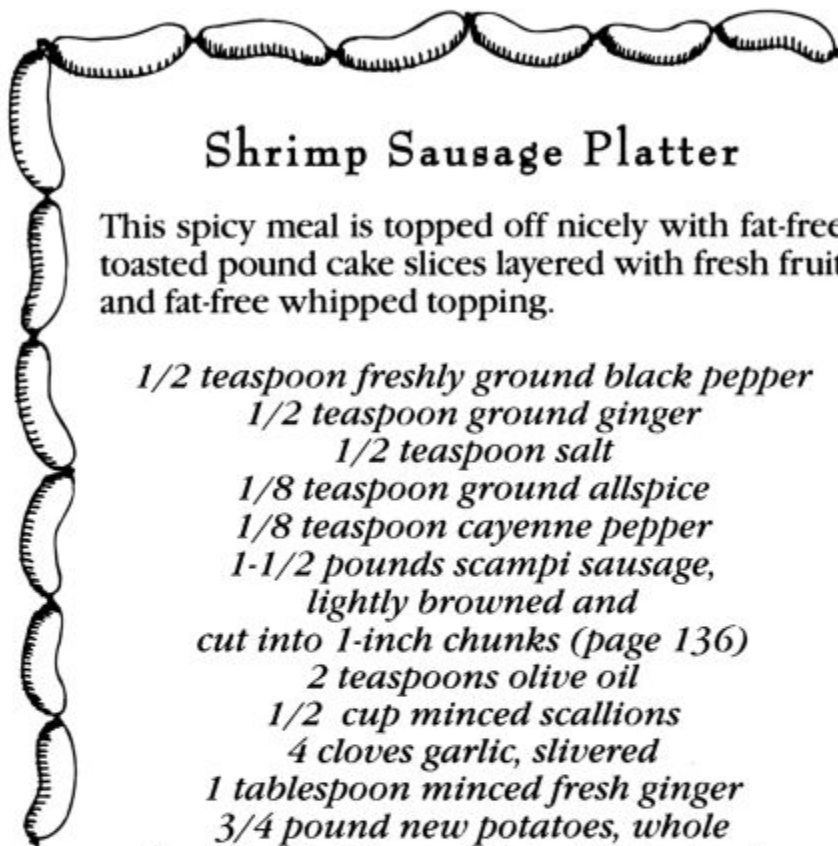 Shrimp Sausage Platter
This spicy meal is topped off nicely with fat-free
toasted pound cake slices layered with fresh fruit
and fat-free whipped topping.
1/2 teaspoon freshly ground black pepper
1/2 teaspoon ground ginger
1/2 teaspoon salt
1/8 teaspoon ground allspice
1/8 teaspoon cayenne pepper
1-1/2 pounds scampi sausage,
lightly browned and
cut into 1-inch chunks (page 136)
2 teaspoons olive oil
1/2 cup minced scallions
4 cloves garlic, slivered
1 tablespoon minced fresh ginger
3/4 pound new potatoes, whole